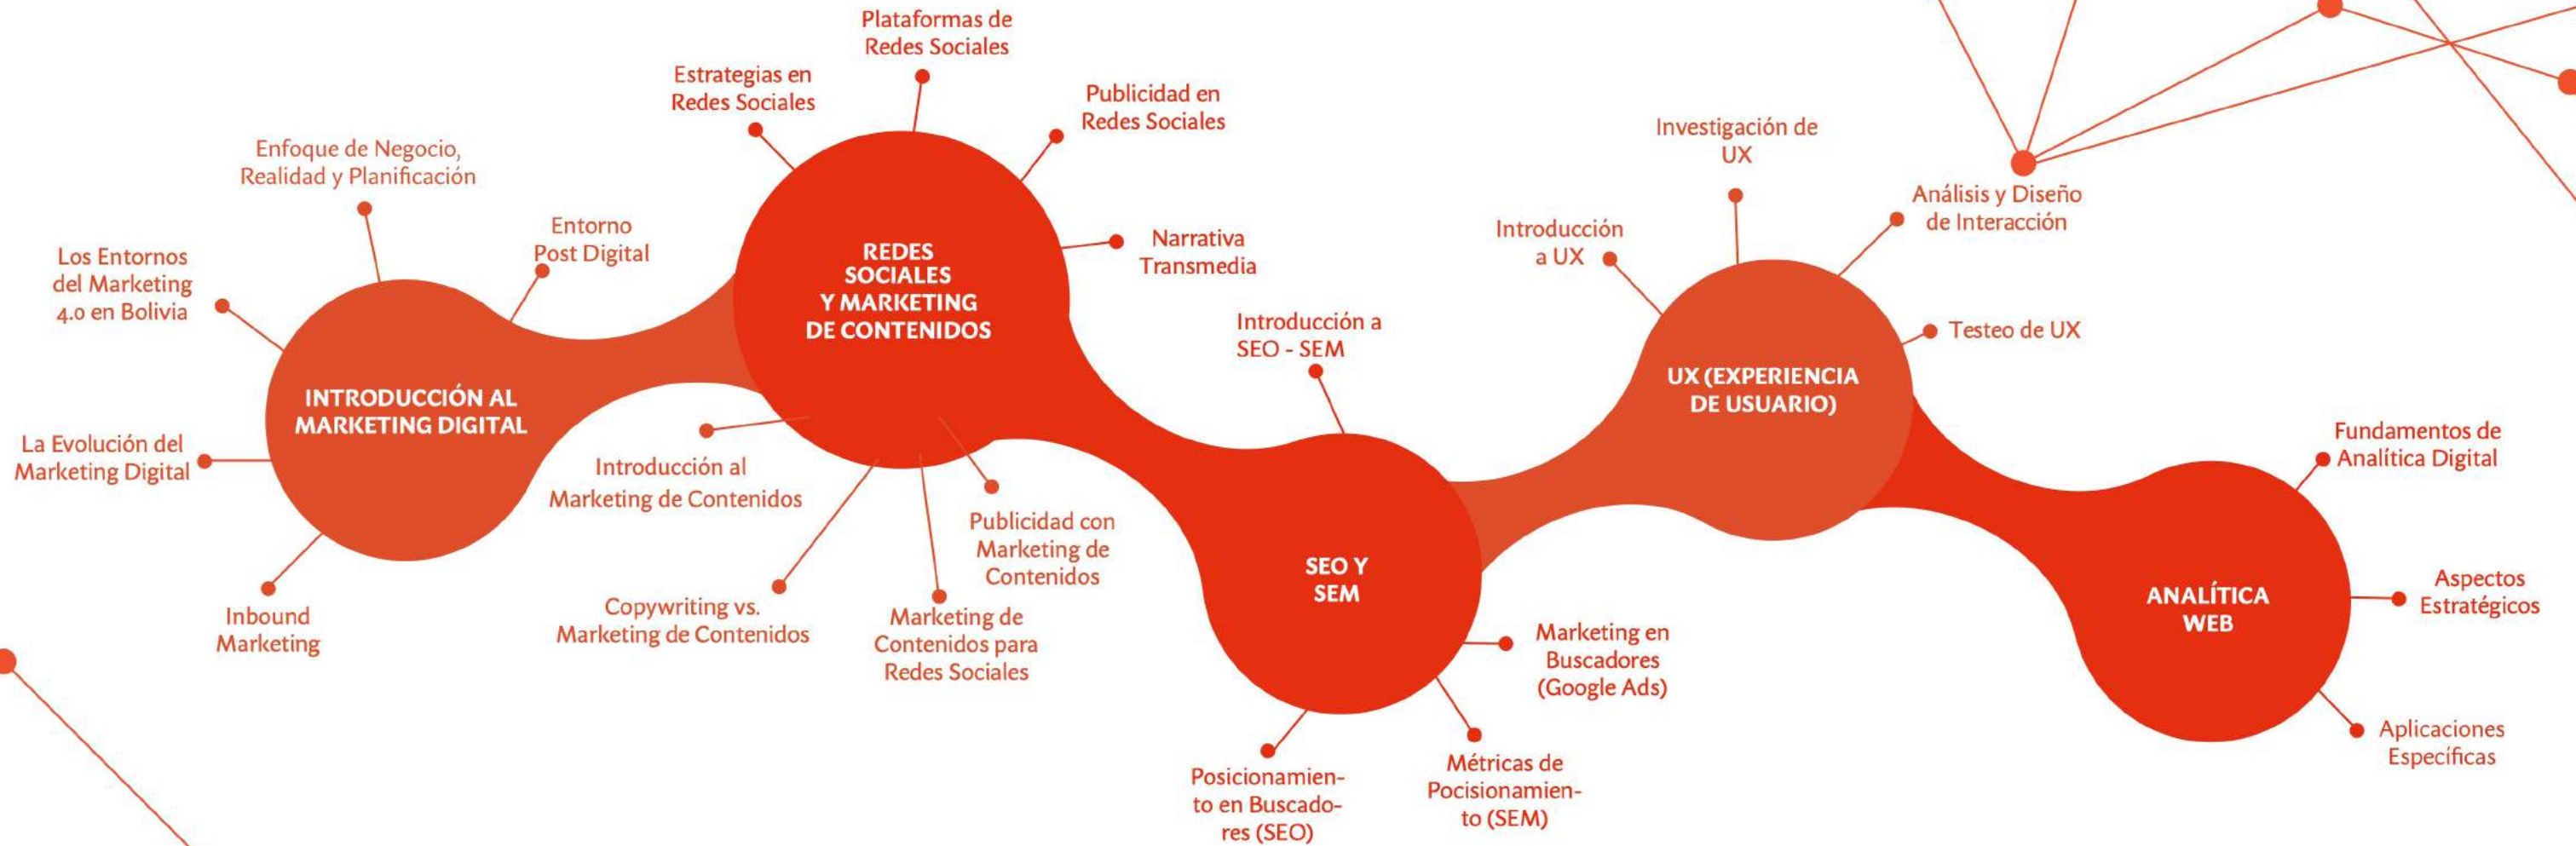 INTRODUCCIÓN AL
MARKETING DIGITAL
Enfoque de Negocio,
Realidad y Planificación
Entorno
Post Digital
Los Entornos
del Marketing
4.0 en Bolivia
La Evolución del
Marketing Digital
Inbound
Marketing
REDES
SOCIALES
Y MARKETING
DE CONTENIDOS
Estrategias en
Redes Sociales
Plataformas de
Redes Sociales
Publicidad en
Redes Sociales
Narrativa
Transmedia
Introducción al
Marketing de Contenidos
Copywriting vs.
Marketing de Contenidos
Marketing de
Contenidos para
Redes Sociales
Publicidad con
Marketing de
Contenidos
SEO Y
SEM
Introducción a
SEO - SEM
Marketing en
Buscadores
(Google Ads)
Métricas de
Pocisionamien-
to (SEM)
Posicionamien-
to en Buscado-
res (SEO)
UX (EXPERIENCIA
DE USUARIO)
Introducción
a UX
Investigación de
UX
Análisis y Diseño
de Interacción
Testeo de UX
ANALÍTICA
WEB
Fundamentos de
Analítica Digital
Aspectos
Estratégicos
Aplicaciones
Específicas